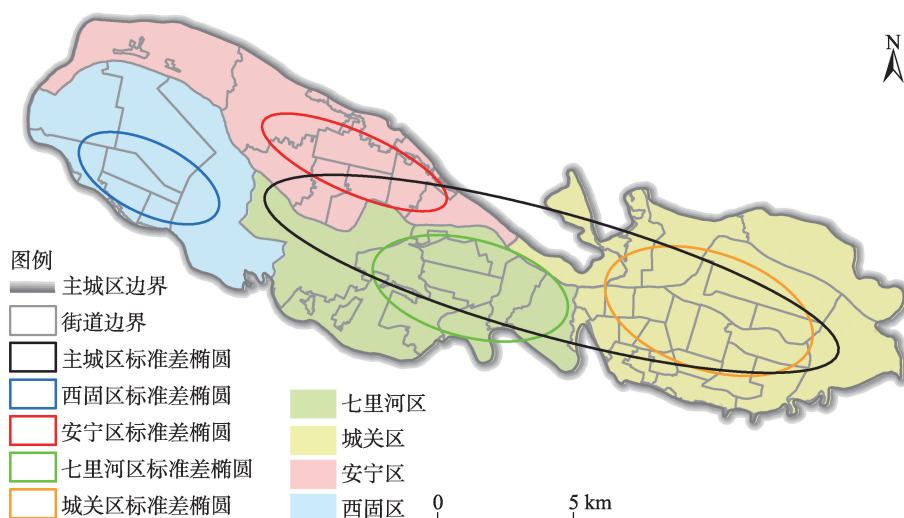 N
图例
主城区边界
街道边界
主城区标准差椭圆
西固区标准差椭圆
安宁区标准差椭圆
七里河区标准差椭圆
城关区标准差椭圆
七里河区
城关区
安宁区
西固区
0 5 km